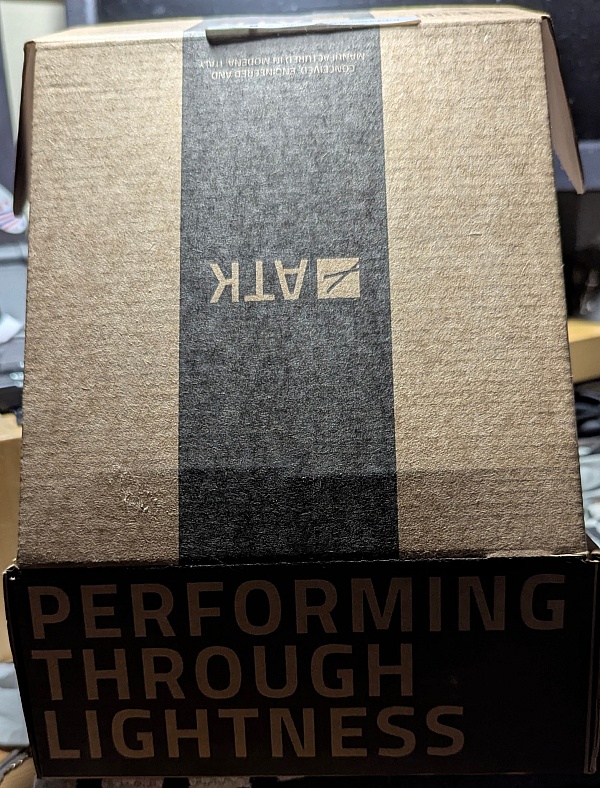 CONCEIVED, ENGINEERED AND
MANUFACTURED IN MODENA, ITALY
ATK
PERFORMING
THROUGH
LIGHTNESS